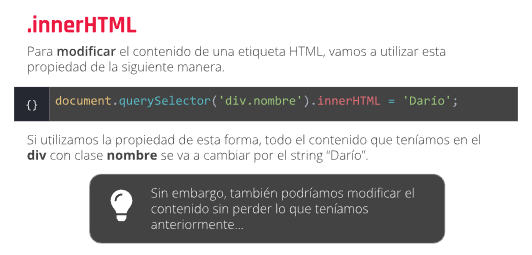 .innerHTML
Para modificar el contenido de una etiqueta HTML, vamos a utilizar esta
propiedad de la siguiente manera.
{} document.querySelector('div.nombre').innerHTML = 'Darío';
Si utilizamos la propiedad de esta forma, todo el contenido que teníamos en el
div con clase nombre se va a cambiar por el string “Darío”.
Sin embargo, también podríamos modificar el
contenido sin perder lo que teníamos
anteriormente...